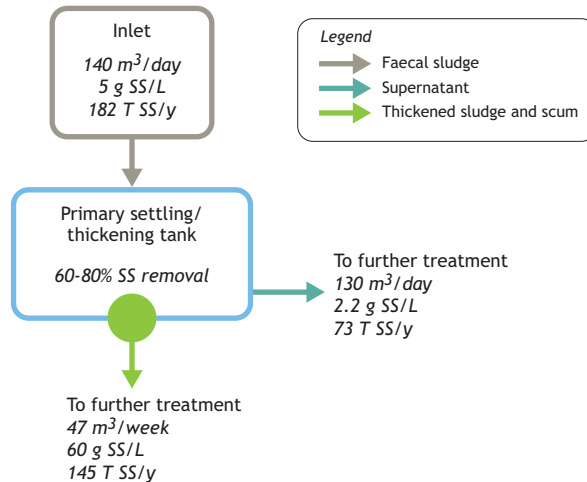 Inlet
140 m³/day
5 g SS/L
182 T SS/y
Legend
Faecal sludge
Supernatant
Thickened sludge and scum
Primary settling/
thickening tank
60-80% SS removal
To further treatment
130 m³/day
2.2 g SS/L
73 T SS/y
To further treatment
47 m³/week
60 g SS/L
145 T SS/y